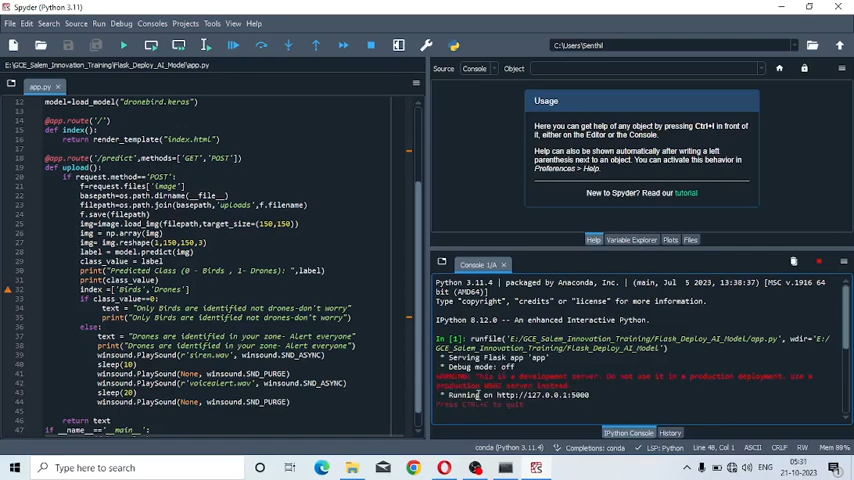 Spyder (Python 3.11)
File Edit Search Source Run Debug Consoles Projects Tools View Help
C:\Users\Senthil
E:\GCE_Salem_Innovation_Training\Flask_Deploy_AI_Model\app.py
app.py
12 model=load_model("dronebird.keras")
13
14 @app.route('/')
15 def index():
16 return render_template("index.html")
17
18 @app.route('/predict',methods=['GET','POST'])
19 def upload():
20 if request.method=='POST':
21 f=request.files['image']
22 basepath=os.path.dirname(__file__)
23 filepath=os.path.join(basepath,'uploads',f.filename)
24 f.save(filepath)
25 img=image.load_img(filepath,target_size=(150,150))
26 img = np.array(img)
27 img= img.reshape(1,150,150,3)
28 label = model.predict(img)
29 class_value = label
30 print("Predicted Class (0 - Birds , 1- Drones): ",label)
31 print(class_value)
32 index =['Birds','Drones']
33 if class_value==0:
34 text = "Only Birds are identified not drones-don't worry"
35 print("Only Birds are identified not drones-don't worry")
36 else:
37 text = "Drones are identified in your zone- Alert everyone"
38 print("Drones are identified in your zone- Alert everyone")
39 winsound.PlaySound(r'siren.wav', winsound.SND_ASYNC)
40 sleep(10)
41 winsound.PlaySound(None, winsound.SND_PURGE)
42 winsound.PlaySound(r'voicealert.wav', winsound.SND_ASYNC)
43 sleep(20)
44 winsound.PlaySound(None, winsound.SND_PURGE)
45
46 return text
47 if __name__=='__main__':
Source Console Object
Usage
Here you can get help of any object by pressing Ctrl+I in front of
it, either on the Editor or the Console.
Help can also be shown automatically after writing a left
parenthesis next to an object. You can activate this behavior in
Preferences > Help.
New to Spyder? Read our tutorial
Help Variable Explorer Plots Files
Console 1/A
Python 3.11.4 | packaged by Anaconda, Inc. | (main, Jul 5 2023, 13:38:37) [MSC v.1916 64
bit (AMD64)]
Type "copyright", "credits" or "license" for more information.
IPython 8.12.0 -- An enhanced Interactive Python.
In [1]: runfile('E:/GCE_Salem_Innovation_Training/Flask_Deploy_AI_Model/app.py', wdir='E:/
GCE_Salem_Innovation_Training/Flask_Deploy_AI_Model')
* Serving Flask app 'app'
* Debug mode: off
WARNING: This is a development server. Do not use it in a production deployment. Use a
production WSGI server instead.
* Running on http://127.0.0.1:5000
Press CTRL+C to quit
IPython Console History
conda (Python 3.11.4) Completions: conda LSP: Python Line 48, Col 1 ASCII CRLF RW Mem 89%
Type here to search
ENG
05:31
21-10-2023